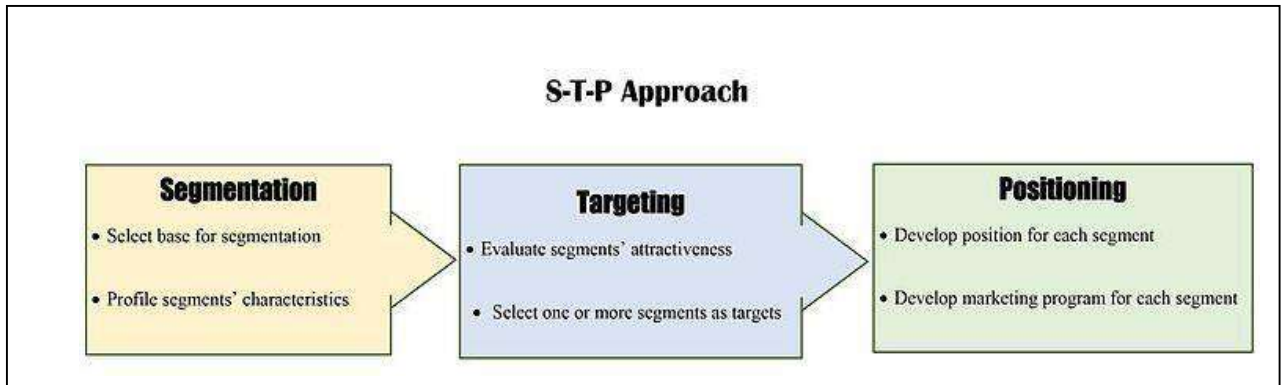 S-T-P Approach
Segmentation
• Select base for segmentation
• Profile segments' characteristics
Targeting
• Evaluate segments' attractiveness
• Select one or more segments as targets
Positioning
• Develop position for each segment
• Develop marketing program for each segment